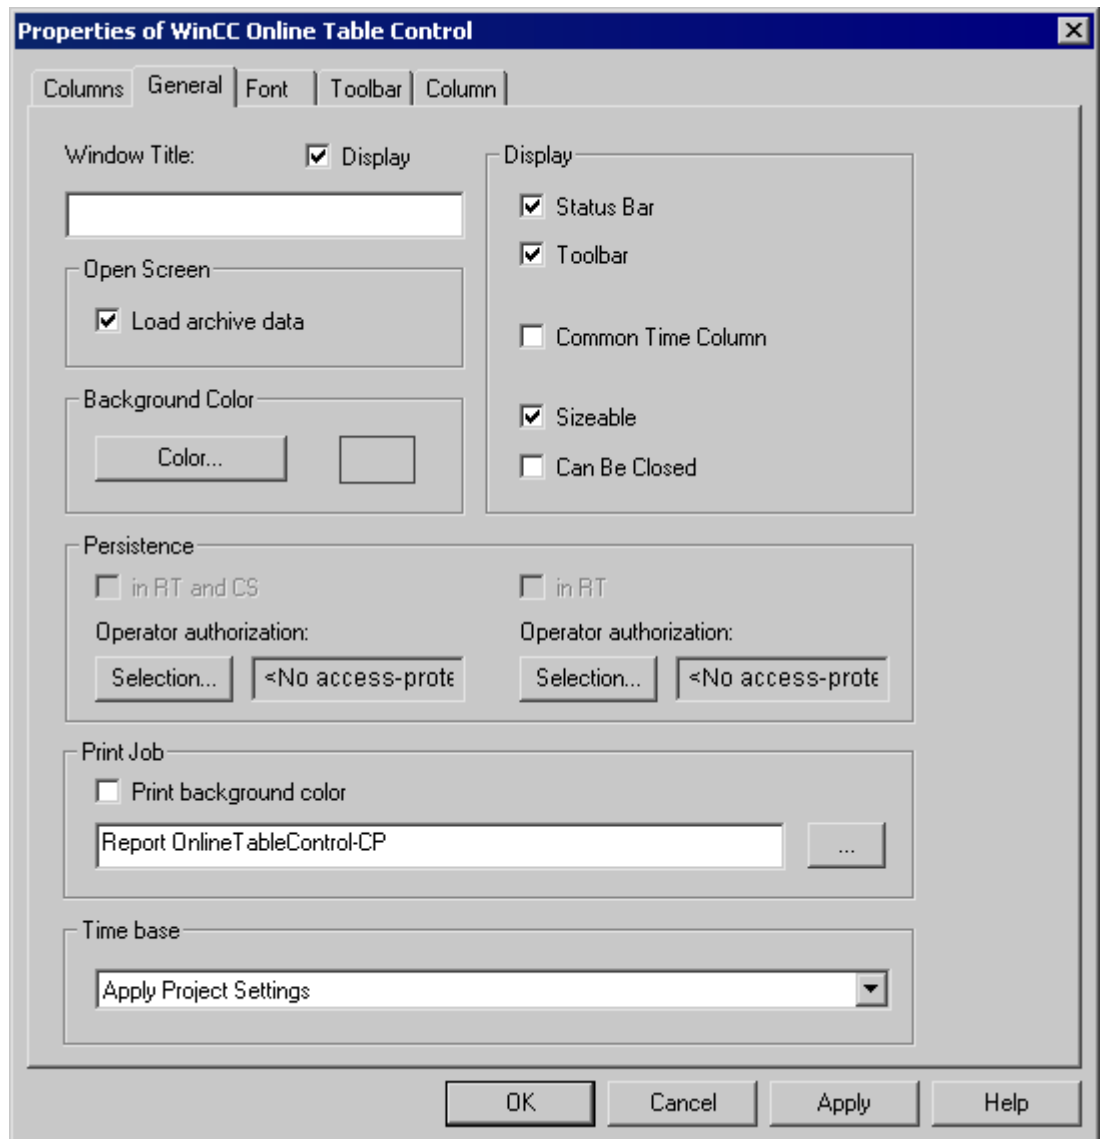 Properties of WinCC Online Table Control
Columns General Font Toolbar Column
Window Title: Display
Display
Status Bar
Toolbar
Common Time Column
Sizeable
Can Be Closed
Open Screen
Load archive data
Background Color
Color...
Persistence
in RT and CS in RT
Operator authorization: Operator authorization:
Selection... <No access-prote Selection... <No access-prote
Print Job
Print background color
Report OnlineTableControl-CP ...
Time base
Apply Project Settings
OK Cancel Apply Help